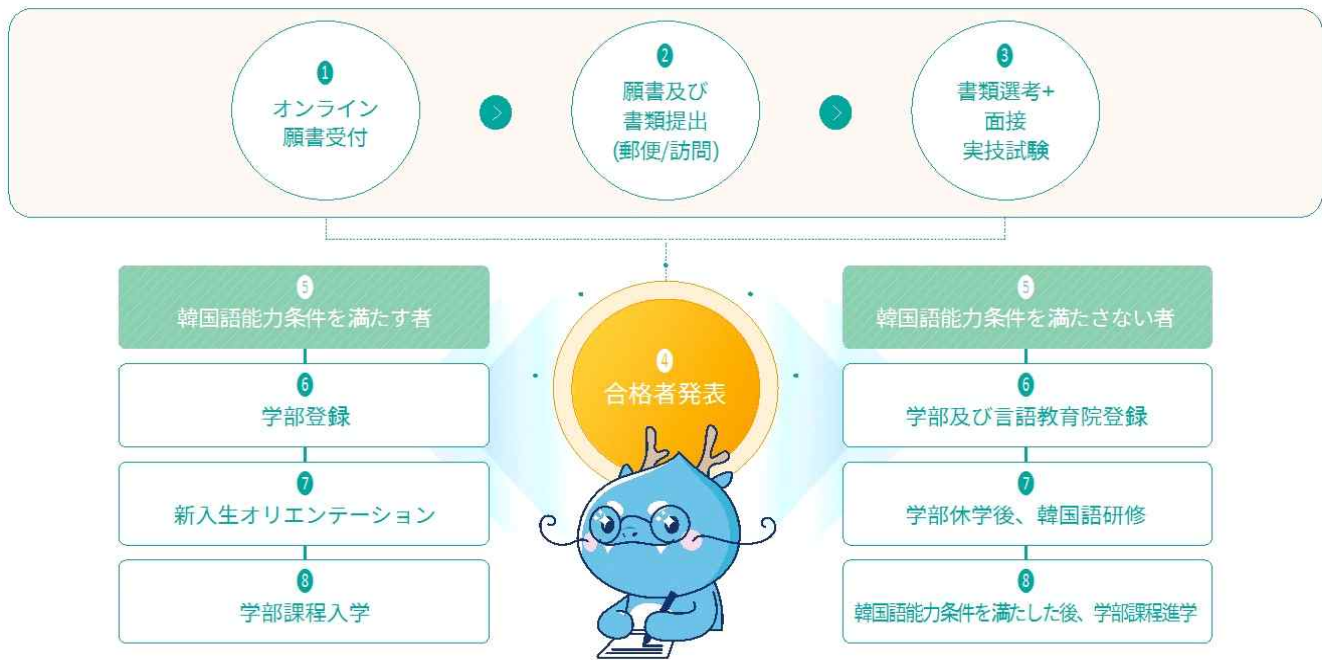 1
オンライン
願書受付
2
願書及び
書類提出
(郵便/訪問)
3
書類選考+
面接
実技試験
4
合格者発表
5
韓国語能力条件を満たす者
6
学部登録
7
新入生オリエンテーション
8
学部課程入学
5
韓国語能力条件を満たさない者
6
学部及び言語教育院登録
7
学部休学後、韓国語研修
8
韓国語能力条件を満たした後、学部課程進学